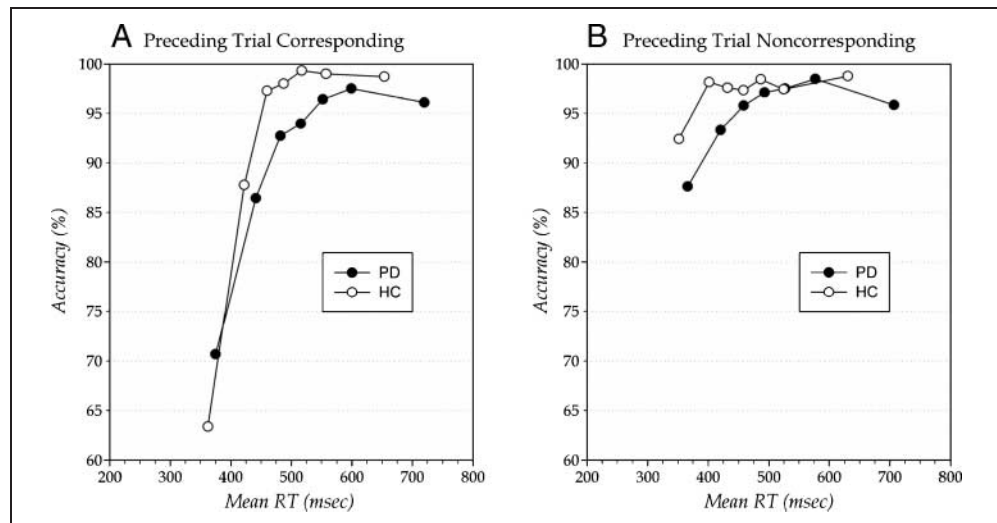 A Preceding Trial Corresponding
100
95
90
85
80
75
70
65
60
Accuracy (%)
PD
HC
200 300 400 500 600 700 800
Mean RT (msec)
B Preceding Trial Noncorresponding
100
95
90
85
80
75
70
65
60
Accuracy (%)
PD
HC
200 300 400 500 600 700 800
Mean RT (msec)